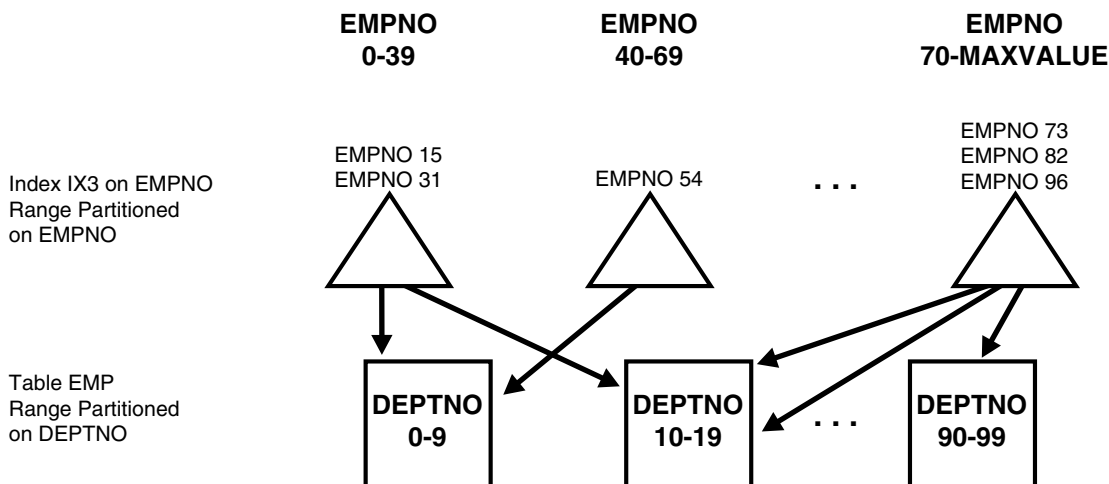 EMPNO
0-39
EMPNO
40-69
EMPNO
70-MAXVALUE
Index IX3 on EMPNO
Range Partitioned
on EMPNO
EMPNO 15
EMPNO 31
EMPNO 54
. . .
EMPNO 73
EMPNO 82
EMPNO 96
Table EMP
Range Partitioned
on DEPTNO
DEPTNO
0-9
DEPTNO
10-19
. . .
DEPTNO
90-99